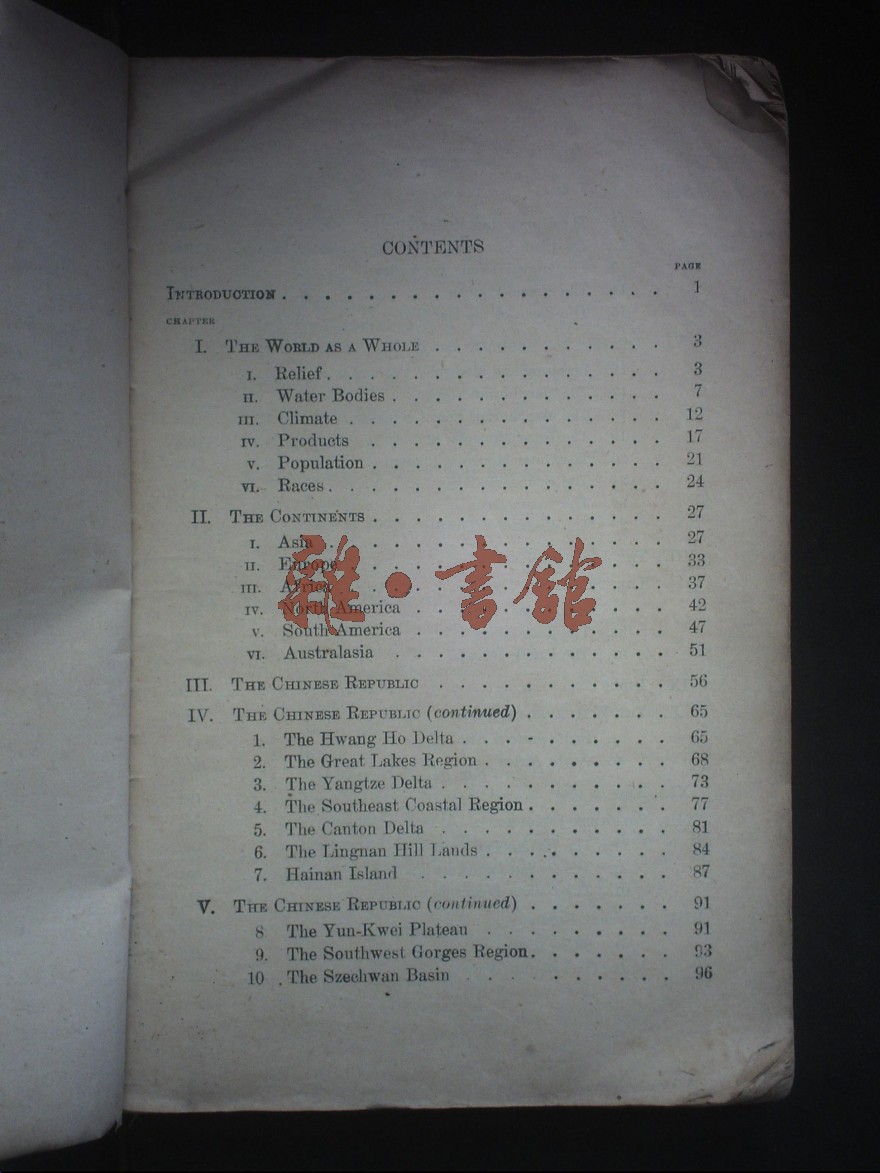 CONTENTS
PAGE
INTRODUCTION . . . . . . . . . . . . . . . . . 1
CHAPTER
I. THE WORLD AS A WHOLE . . . . . . . . . . . 3
I. Relief . . . . . . . . . . . . . . . . 3
II. Water Bodies . . . . . . . . . . . . . 7
III. Climate . . . . . . . . . . . . . . . 12
IV. Products . . . . . . . . . . . . . . 17
V. Population . . . . . . . . . . . . . . 21
VI. Races . . . . . . . . . . . . . . . . 24
II. THE CONTINENTS . . . . . . . . . . . . . . 27
I. Asia . . . . . . . . . . . . . . . . 27
II. Europe . . . . . . . . . . . . . . . 33
III. Africa . . . . . . . . . . . . . . . 37
IV. North America . . . . . . . . . . . . 42
V. South America . . . . . . . . . . . . 47
VI. Australasia . . . . . . . . . . . . . 51
III. THE CHINESE REPUBLIC . . . . . . . . . . . 56
IV. THE CHINESE REPUBLIC (continued) . . . . . . . 65
1. The Hwang Ho Delta . . . . . . . . . . 65
2. The Great Lakes Region . . . . . . . . . 68
3. The Yangtze Delta . . . . . . . . . . . 73
4. The Southeast Coastal Region . . . . . . . 77
5. The Canton Delta . . . . . . . . . . . 81
6. The Lingnan Hill Lands . . . . . . . . . 84
7. Hainan Island . . . . . . . . . . . . 87
V. THE CHINESE REPUBLIC (continued) . . . . . . . 91
8 The Yun-Kwei Plateau . . . . . . . . . 91
9. The Southwest Gorges Region . . . . . . . 93
10 The Szechwan Basin . . . . . . . . . . 96
雜·書館